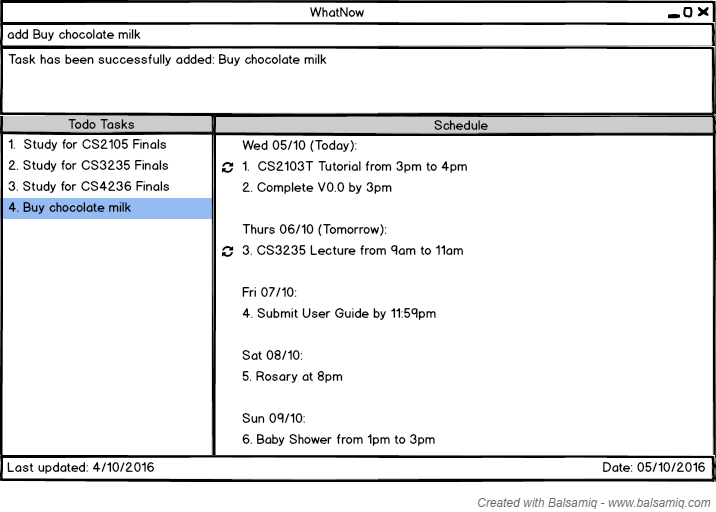 WhatNow
add Buy chocolate milk
Task has been successfully added: Buy chocolate milk
Todo Tasks
1. Study for CS2105 Finals
2. Study for CS3235 Finals
3. Study for CS4236 Finals
4. Buy chocolate milk
Schedule
Wed 05/10 (Today):
1. CS2103T Tutorial from 3pm to 4pm
2. Complete V0.0 by 3pm
Thurs 06/10 (Tomorrow):
3. CS3235 Lecture from 9am to 11am
Fri 07/10:
4. Submit User Guide by 11:59pm
Sat 08/10:
5. Rosary at 8pm
Sun 09/10:
6. Baby Shower from 1pm to 3pm
Last updated: 4/10/2016
Date: 05/10/2016
Created with Balsamiq - www.balsamiq.com